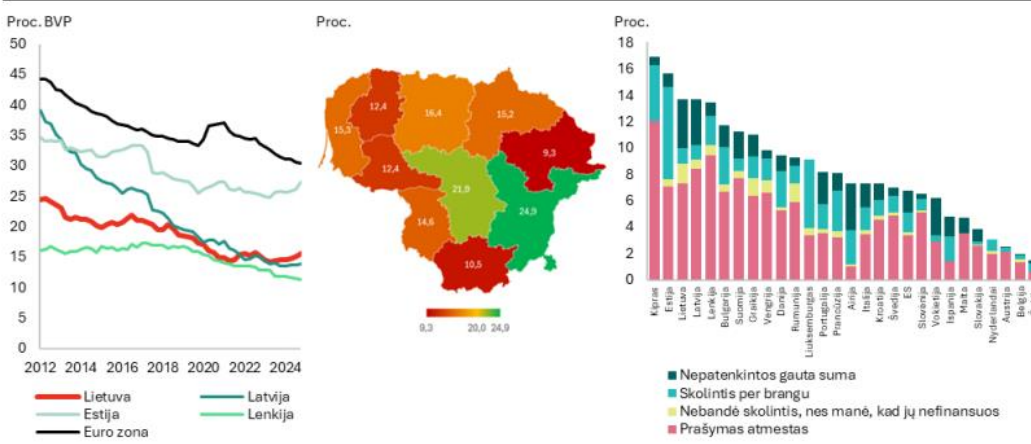 Proc. BVP
50
45
40
35
30
25
20
15
10
5
0
2012 2014 2016 2018 2020 2022 2024
Lietuva
Latvija
Estija
Lenkija
Euro zona
Proc.
15,3
12,4
16,4
15,2
9,3
12,4
21,9
24,9
14,6
10,5
9,3 20,0 24,9
Proc.
18
16
14
12
10
8
6
4
2
0
Kipras
Estija
Lietuva
Latvija
Lenkija
Bulgarija
Suomija
Graikija
Vengrija
Danija
Rumunija
Liuksemburgas
Portugalija
Prancūzija
Airija
Italija
Kroatija
Švedija
ES
Slovėnija
Vokietija
Ispanija
Malta
Slovakija
Nyderlandai
Austrija
Belgija
Nepatenkintos gauta suma
Skolintis per brangu
Nebandė skolintis, nes manė, kad jų nefinansuos
Prašymas atmestas